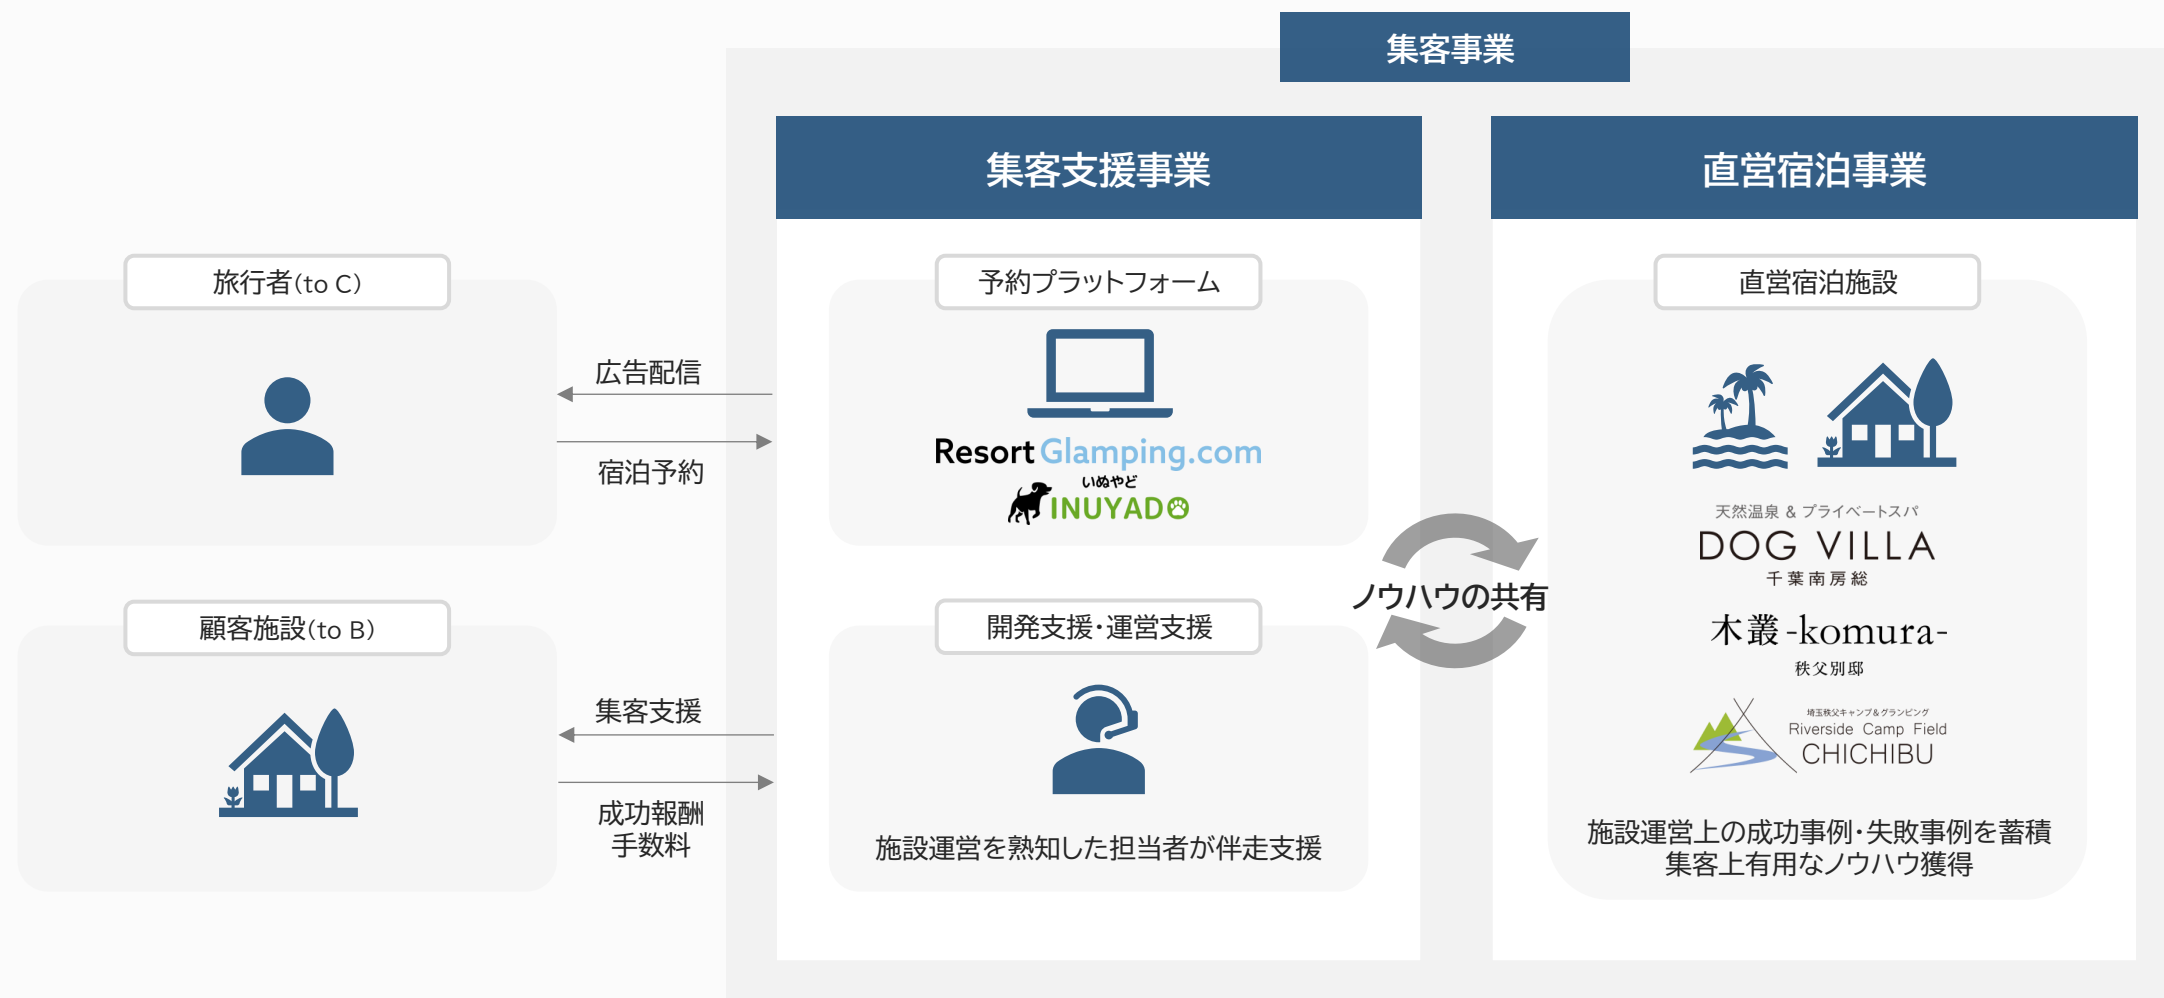 集客事業
集客支援事業
直営宿泊事業
旅行者(to C)
広告配信
宿泊予約
顧客施設(to B)
集客支援
成功報酬
手数料
予約プラットフォーム
Resort Glamping.com
いぬやど
INUYADO
開発支援・運営支援
施設運営を熟知した担当者が伴走支援
ノウハウの共有
直営宿泊施設
天然温泉 & プライベートスパ
DOG VILLA
千葉南房総
木叢 -komura-
秩父別邸
埼玉秩父キャンプ&グランピング
Riverside Camp Field
CHICHIBU
施設運営上の成功事例・失敗事例を蓄積
集客上有用なノウハウ獲得